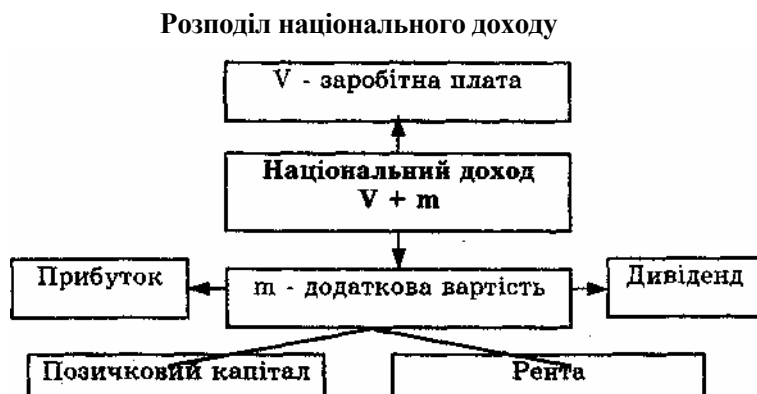 Розподіл національного доходу
V - заробітна плата
Національний доход
V + m
Прибуток
m - додаткова вартість
Дивіденд
Позичковий капітал
Рента